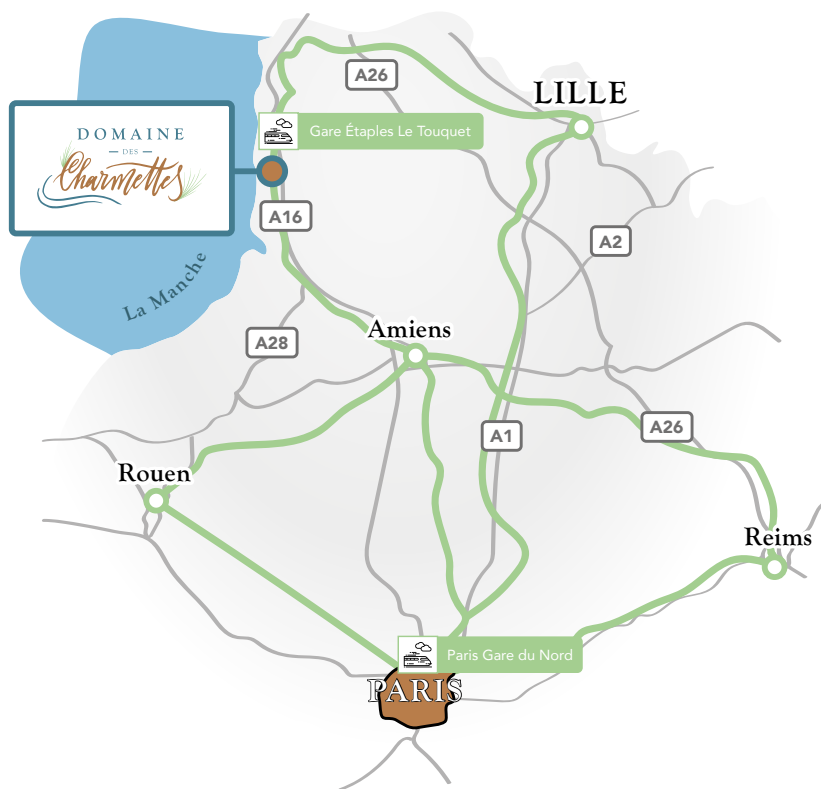 A26
LILLE
Gare Étaples Le Touquet
DOMAINE
DES
Charmettes
A16
A2
La Manche
A28
Amiens
A1
A26
Rouen
Reims
Paris Gare du Nord
PARIS